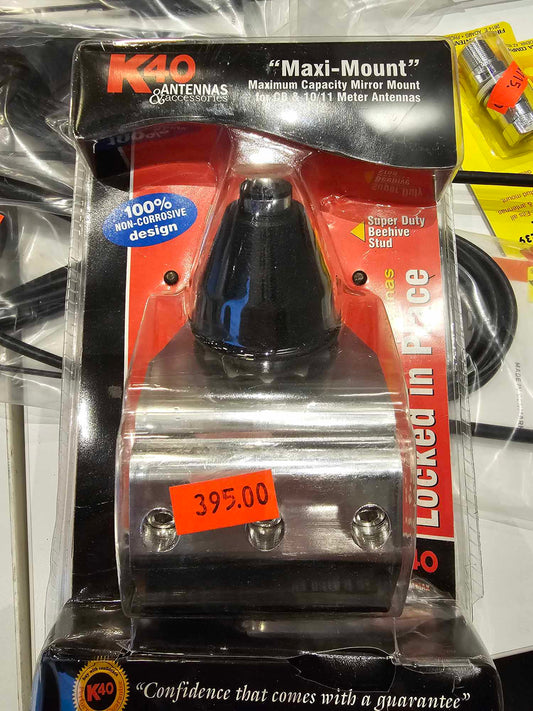 K40
ANTENNAS
&accessories
"Maxi-Mount"
Maximum Capacity Mirror Mount
for CB & 10/11 Meter Antennas
100%
NON-CORROSIVE
design
Super Duty
Beehive
Stud
Locked In Place
395.00
K40
"Confidence that comes with a guarantee"